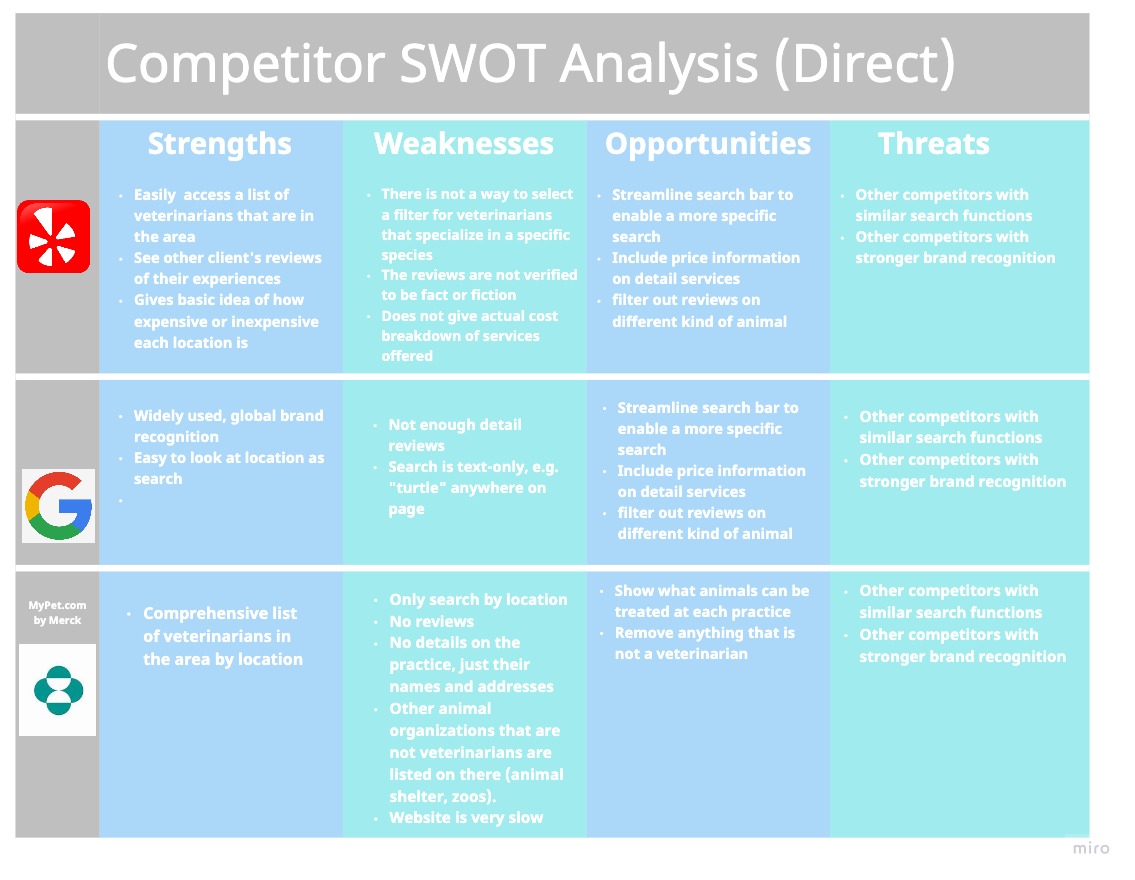 Competitor SWOT Analysis (Direct)
Strengths
Weaknesses
Opportunities
Threats
Easily access a list of
veterinarians that are in
the area
See other client's reviews
of their experiences
Gives basic idea of how
expensive or inexpensive
each location is
There is not a way to select
a filter for veterinarians
that specialize in a specific
species
The reviews are not verified
to be fact or fiction
Does not give actual cost
breakdown of services
offered
Streamline search bar to
enable a more specific
search
Include price information
on detail services
filter out reviews on
different kind of animal
Other competitors with
similar search functions
Other competitors with
stronger brand recognition
Widely used, global brand
recognition
Easy to look at location as
search
Not enough detail
reviews
Search is text-only, e.g.
"turtle" anywhere on
page
Streamline search bar to
enable a more specific
search
Include price information
on detail services
filter out reviews on
different kind of animal
Other competitors with
similar search functions
Other competitors with
stronger brand recognition
MyPet.com
by Merck
Comprehensive list
of veterinarians in
the area by location
Only search by location
No reviews
No details on the
practice, just their
names and addresses
Other animal
organizations that are
not veterinarians are
listed on there (animal
shelter, zoos).
Website is very slow
Show what animals can be
treated at each practice
Remove anything that is
not a veterinarian
Other competitors with
similar search functions
Other competitors with
stronger brand recognition
miro